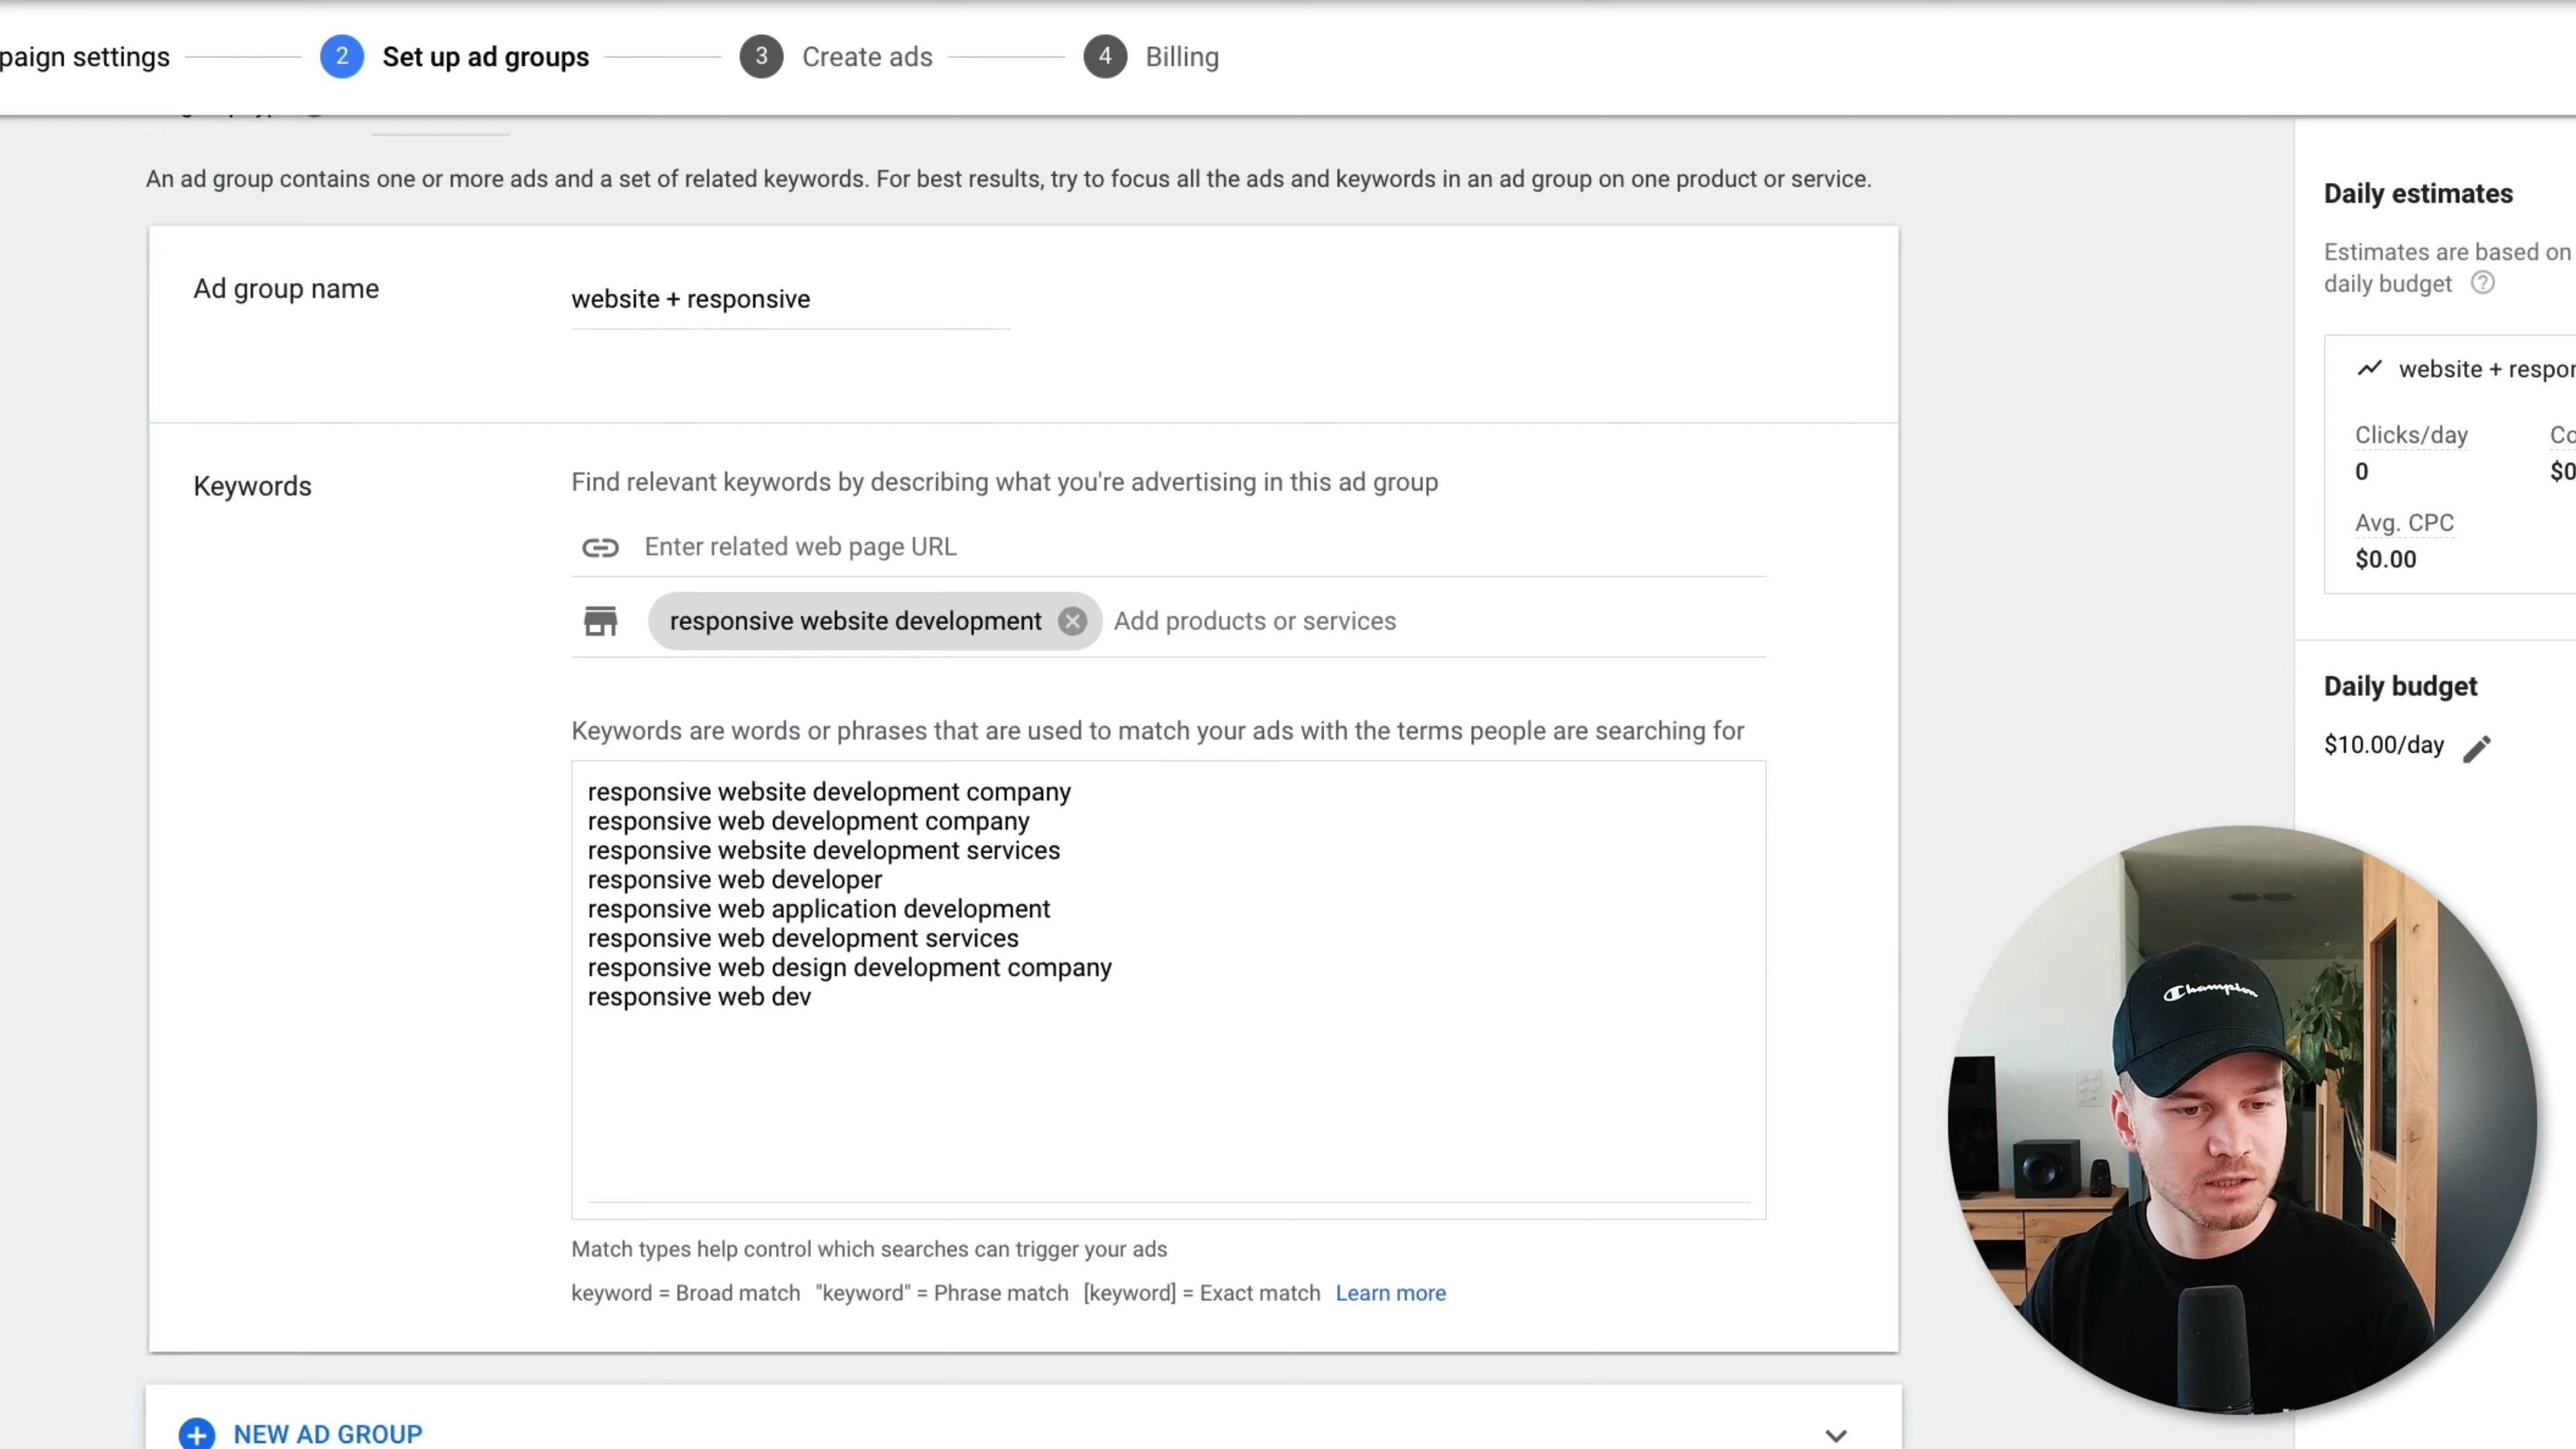 paign settings
2 Set up ad groups
3 Create ads
4 Billing
An ad group contains one or more ads and a set of related keywords. For best results, try to focus all the ads and keywords in an ad group on one product or service.
Ad group name
website + responsive
Keywords
Find relevant keywords by describing what you're advertising in this ad group
Enter related web page URL
responsive website development Add products or services
Keywords are words or phrases that are used to match your ads with the terms people are searching for
responsive website development company
responsive web development company
responsive website development services
responsive web developer
responsive web application development
responsive web development services
responsive web design development company
responsive web dev
Match types help control which searches can trigger your ads
keyword = Broad match "keyword" = Phrase match [keyword] = Exact match Learn more
NEW AD GROUP
Daily estimates
Estimates are based on
daily budget
website + respon
Clicks/day Co
0 $0
Avg. CPC
$0.00
Daily budget
$10.00/day
Champion